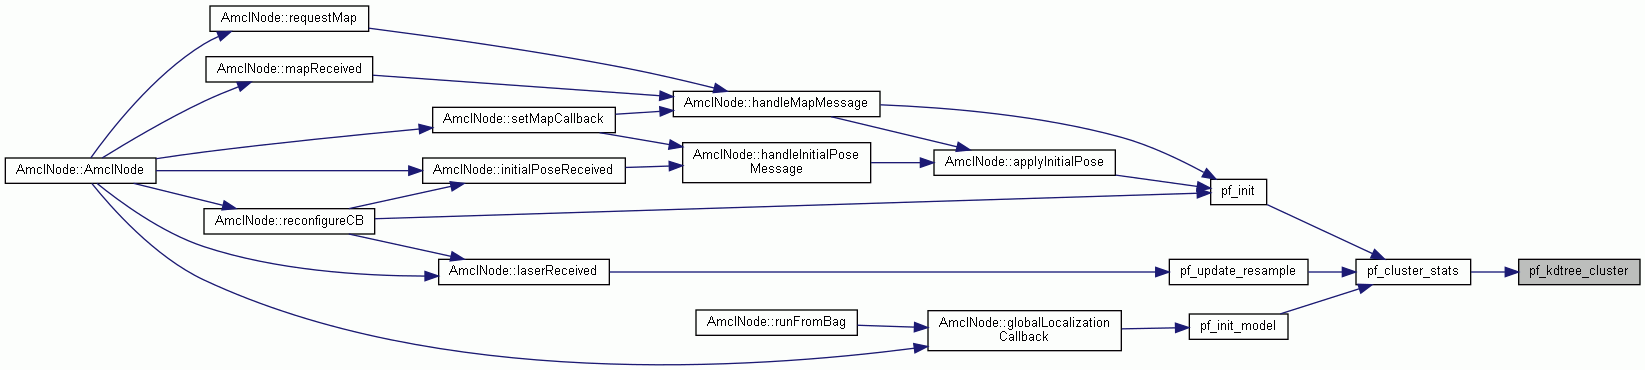 AmclNode::requestMap
AmclNode::mapReceived
AmclNode::handleMapMessage
AmclNode::setMapCallback
AmclNode::handleInitialPose
Message
AmclNode::applyInitialPose
AmclNode::AmclNode
AmclNode::initialPoseReceived
pf_init
AmclNode::reconfigureCB
AmclNode::laserReceived
pf_update_resample
pf_cluster_stats
pf_kdtree_cluster
AmclNode::runFromBag
AmclNode::globalLocalization
Callback
pf_init_model